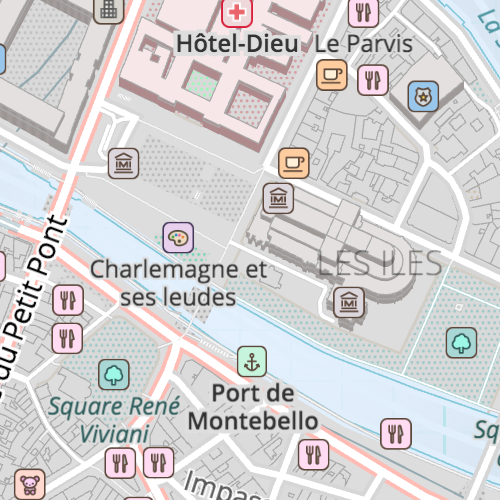 La
Hôtel-Dieu
Le Parvis
Charlemagne et
ses leudes
LES ILES
du Petit Pont
Port de
Montebello
Square René
Viviani
Sq
Impas